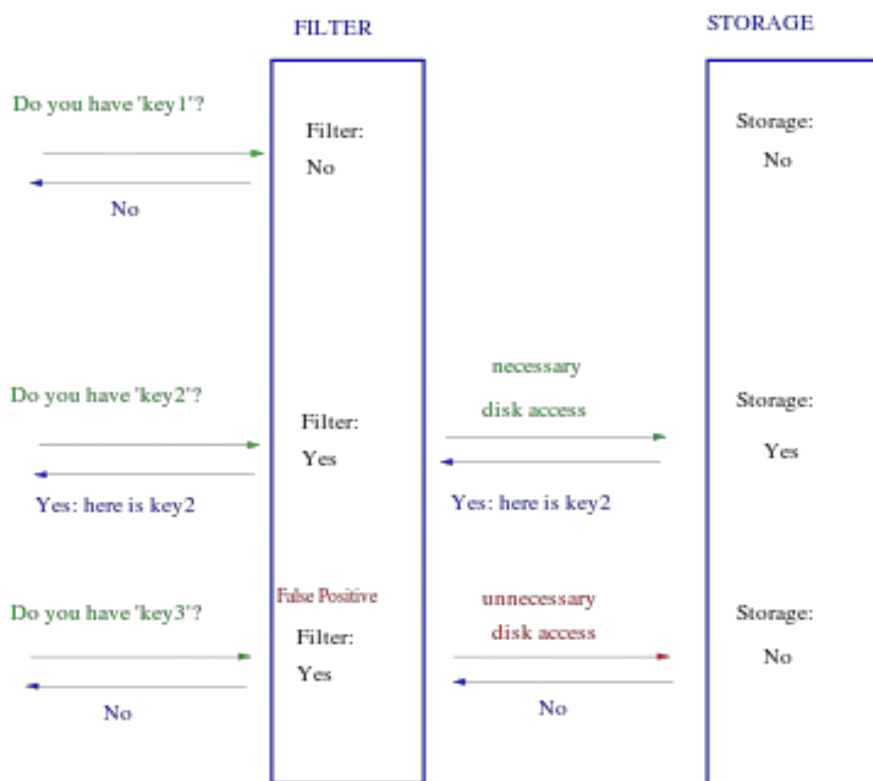 FILTER
STORAGE
Do you have 'key1'?
Filter:
No
Storage:
No
No
Do you have 'key2'?
Filter:
Yes
necessary
disk access
Storage:
Yes
Yes: here is key2
Yes: here is key2
Do you have 'key3'?
False Positive
Filter:
Yes
unnecessary
disk access
Storage:
No
No
No